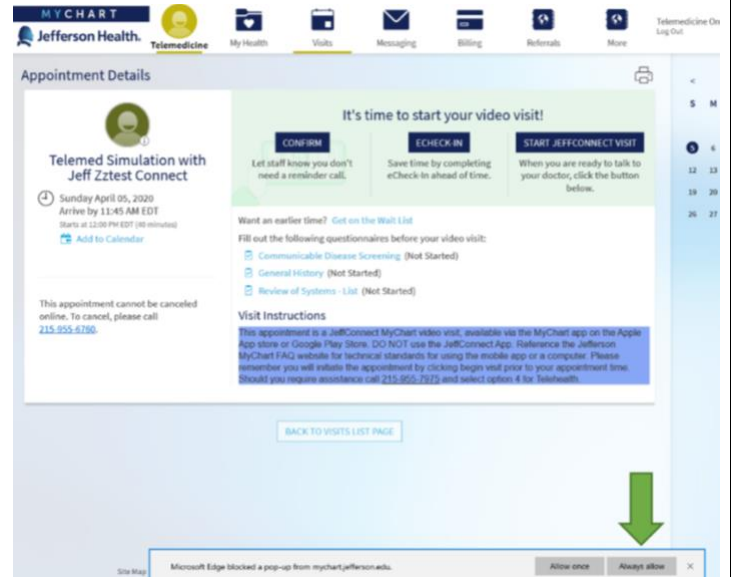 MYCHART
Jefferson Health.
Telemedicine
My Health
Visits
Messaging
Billing
Referrals
More
Telemedicine On
Log Out
Appointment Details
<
S M
Telemed Simulation with
Jeff Zztest Connect
Sunday April 05, 2020
Arrive by 11:45 AM EDT
Starts at 12:00 PM EDT (40 minutes)
Add to Calendar
This appointment cannot be canceled
online. To cancel, please call
215-955-6760.
It's time to start your video visit!
CONFIRM
Let staff know you don't
need a reminder call.
ECHECK-IN
Save time by completing
eCheck-In ahead of time.
START JEFFCONNECT VISIT
When you are ready to talk to
your doctor, click the button
below.
Want an earlier time? Get on the Wait List
Fill out the following questionnaires before your video visit:
Communicable Disease Screening (Not Started)
General History (Not Started)
Review of Systems - List (Not Started)
Visit Instructions
This appointment is a JeffConnect MyChart video visit, available via the MyChart app on the Apple
App store or Google Play Store. DO NOT use the JeffConnect App. Reference the Jefferson
MyChart FAQ website for technical standards for using the mobile app or a computer. Please
remember you will initiate the appointment by clicking begin visit prior to your appointment time.
Should you require assistance call 215-955-7975 and select option 4 for Telehealth.
5 6
12 13
19 20
26 27
BACK TO VISITS LIST PAGE
Site Map
Microsoft Edge blocked a pop-up from mychart.jefferson.edu.
Allow once
Always allow